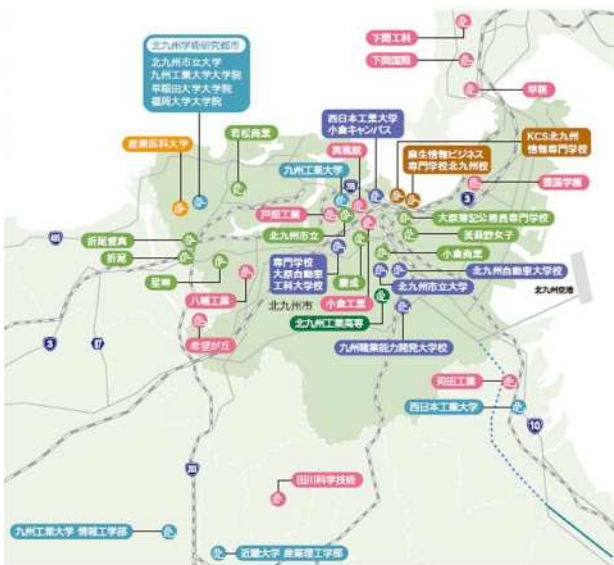 下関工科
下関国際
早鞆
北九州学術研究都市
北九州市立大学
九州工業大学大学院
早稲田大学大学院
福岡大学大学院
産業医科大学
若松商業
西日本工業大学
小倉キャンパス
真颯館
九州工業大学
199
麻生情報ビジネス
専門学校北九州校
KCS北九州
情報専門学校
豊国学園
3
戸畑工業
大原簿記公務員専門学校
北九州市立
美萩野女子
495
折尾愛真
折尾
星琳
専門学校
大原自動車
工科大学校
慶成
小倉商業
北九州自動車大学校
北九州市立大学
八幡工業
小倉工業
北九州市
北九州工業高専
北九州空港
希望が丘
九州職業能力開発大学校
3
苅田工業
西日本工業大学
10
200
田川科学技術
九州工業大学 情報工学部
近畿大学 産業理工学部